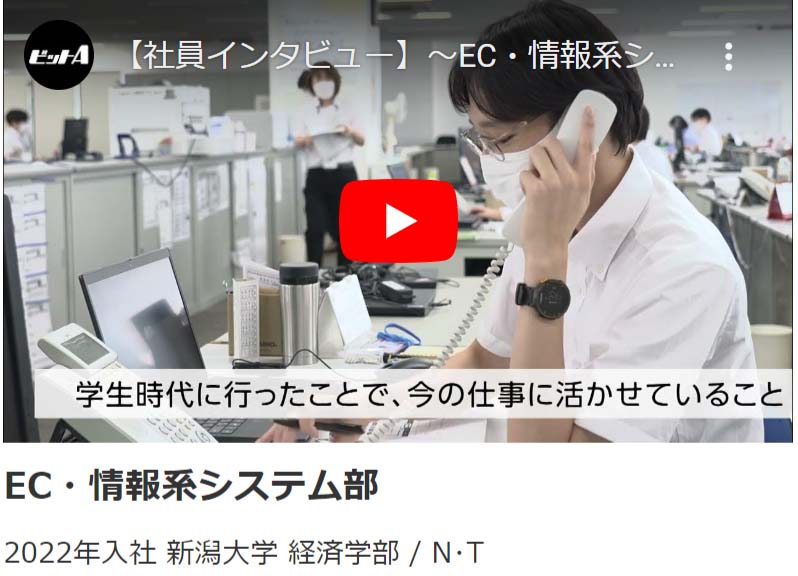 ビットA
【社員インタビュー】〜EC・情報系シ…
学生時代に行ったことで、今の仕事に活かせていること
EC・情報系システム部
2022年入社 新潟大学 経済学部 / N･T